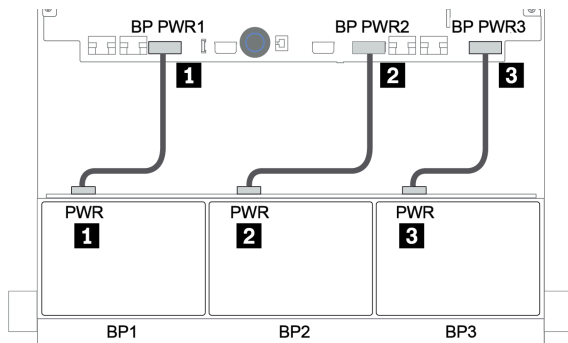 BP PWR1 BP PWR2 BP PWR3
1 2 3
PWR PWR PWR
1 2 3
BP1 BP2 BP3